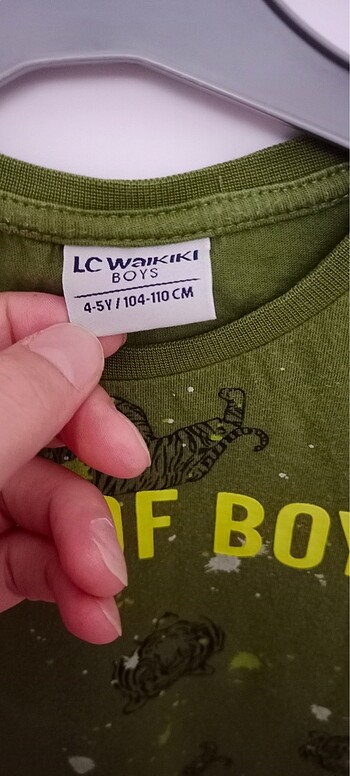 LC WAIKIKI
BOYS
4-5Y / 104-110 CM
OF BOY